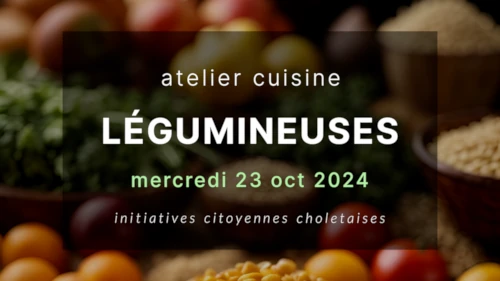 atelier cuisine
LÉGUMINEUSES
mercredi 23 oct 2024
initiatives citoyennes choletaises